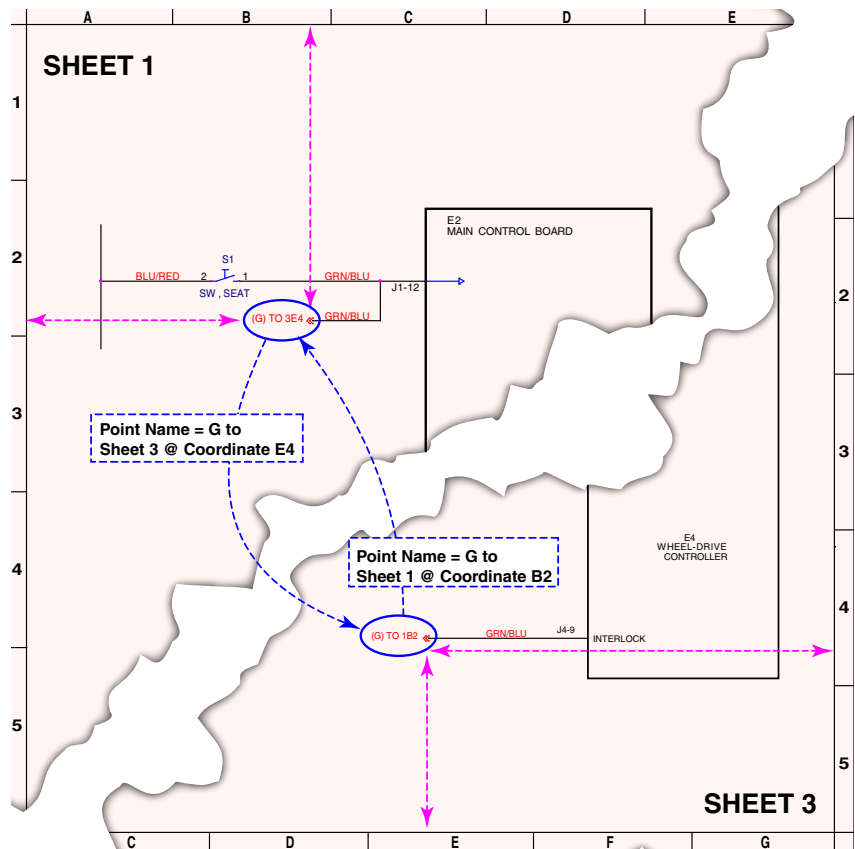 A B C D E
SHEET 1
1
E2
MAIN CONTROL BOARD
2
S1
BLU/RED 2 1 GRN/BLU
J1-12
SW , SEAT
2
(G) TO 3E4 GRN/BLU
3
Point Name = G to
Sheet 3 @ Coordinate E4
3
E4
WHEEL-DRIVE
CONTROLLER
Point Name = G to
Sheet 1 @ Coordinate B2
4
4
(G) TO 1B2 GRN/BLU J4-9 INTERLOCK
5
5
SHEET 3
C D E F G